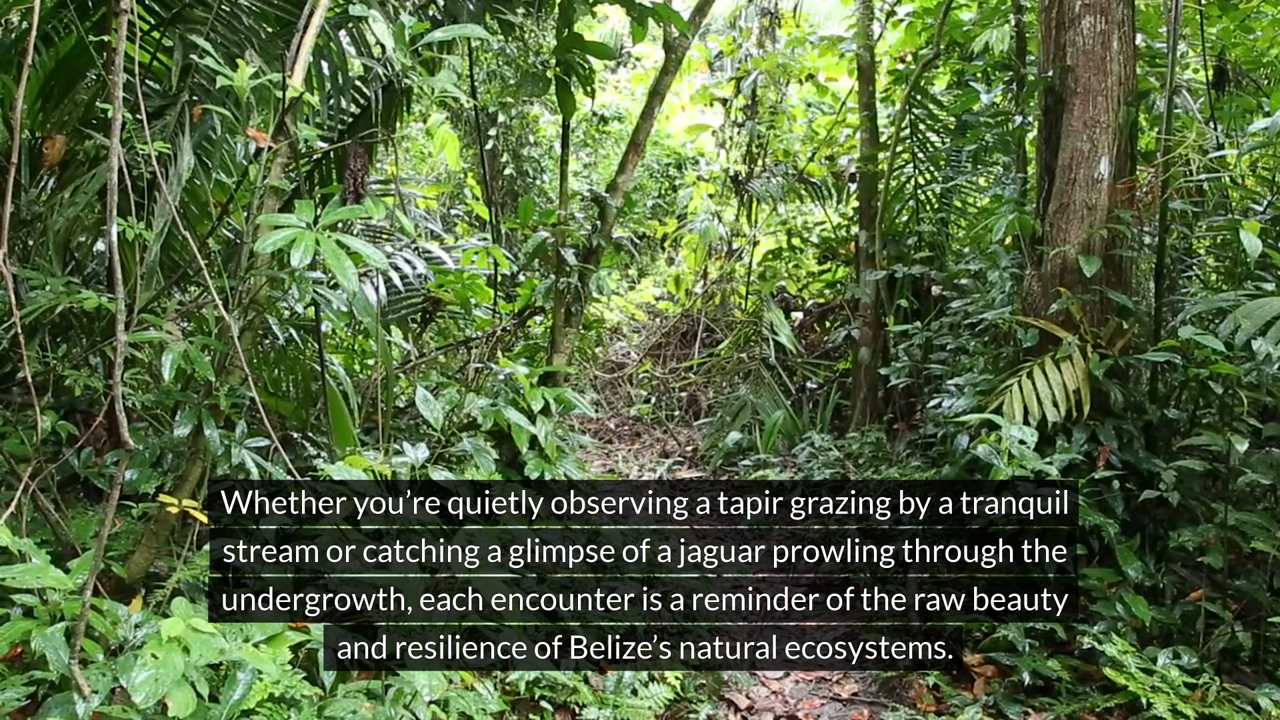 Whether you’re quietly observing a tapir grazing by a tranquil
stream or catching a glimpse of a jaguar prowling through the
undergrowth, each encounter is a reminder of the raw beauty
and resilience of Belize’s natural ecosystems.